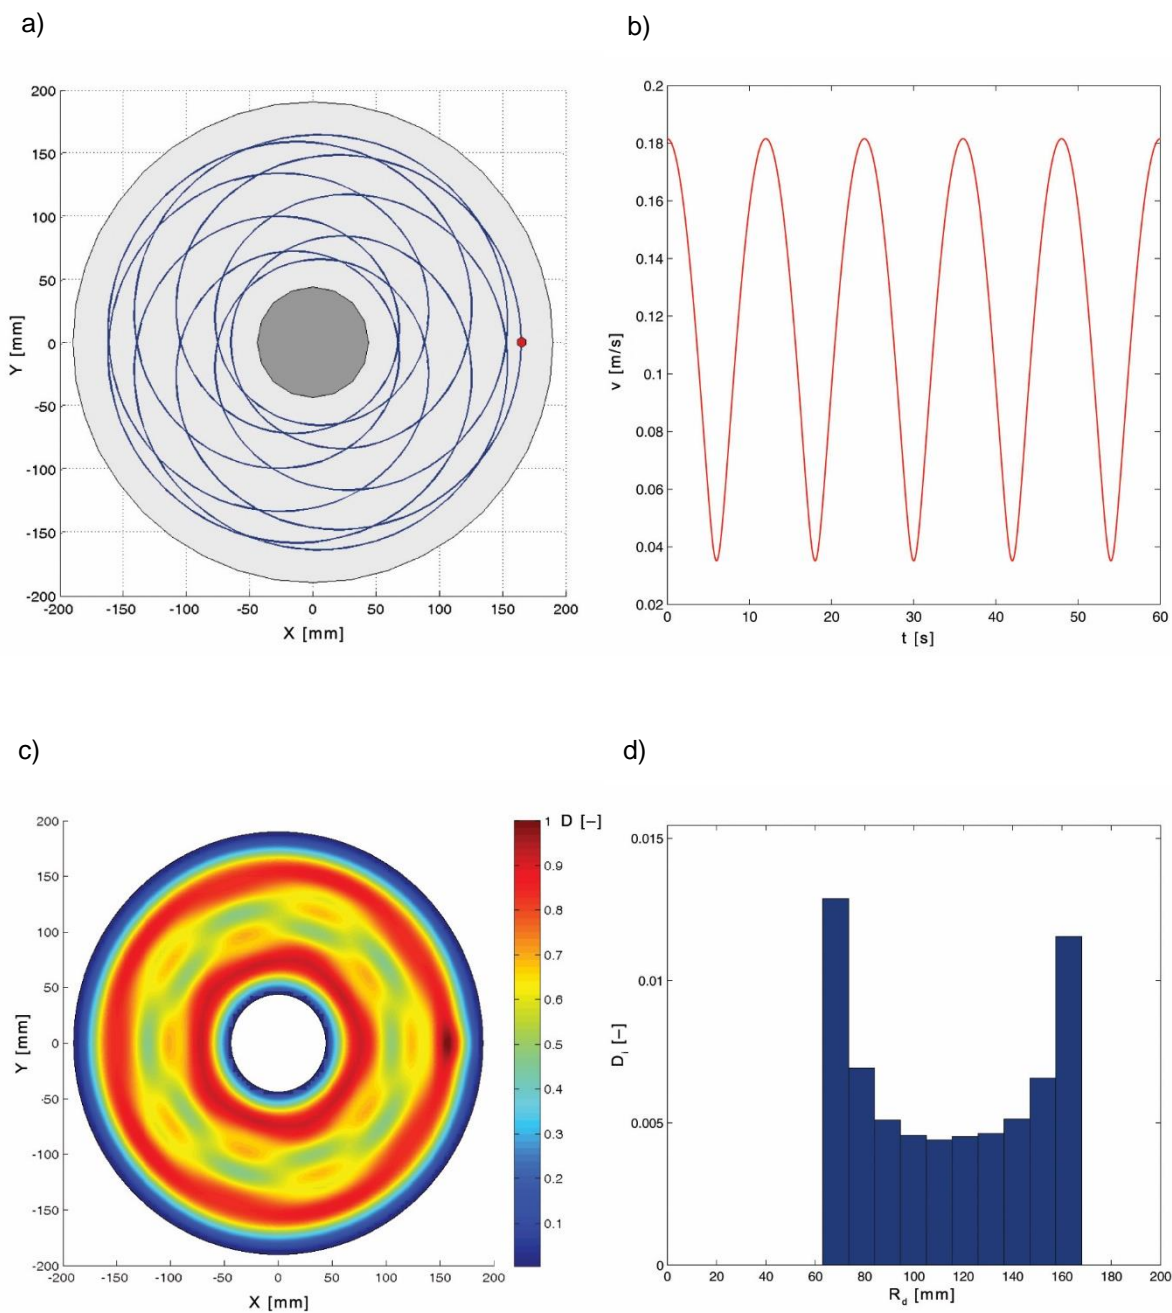 a)
200
150
100
50
0
-50
-100
-150
-200
Y [mm]
-200 -150 -100 -50 0 50 100 150 200
X [mm]
b)
0.2
0.18
0.16
0.14
0.12
0.1
0.08
0.06
0.04
0.02
v [m/s]
0 10 20 30 40 50 60
t [s]
c)
200
150
100
50
0
-50
-100
-150
-200
Y [mm]
-200 -150 -100 -50 0 50 100 150 200
X [mm]
1 D [–]
0.9
0.8
0.7
0.6
0.5
0.4
0.3
0.2
0.1
d)
0.015
0.01
0.005
0
D_i [–]
0 20 40 60 80 100 120 140 160 180 200
R_d [mm]